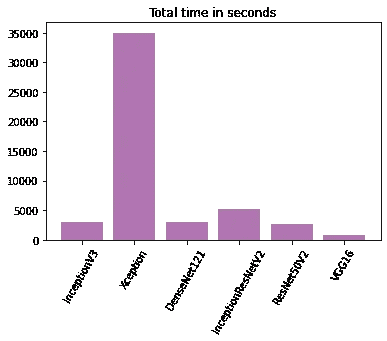 Total time in seconds
35000
30000
25000
20000
15000
10000
5000
0
InceptionV3
Xception
DenseNet121
InceptionResNetV2
ResNet50V2
VGG16